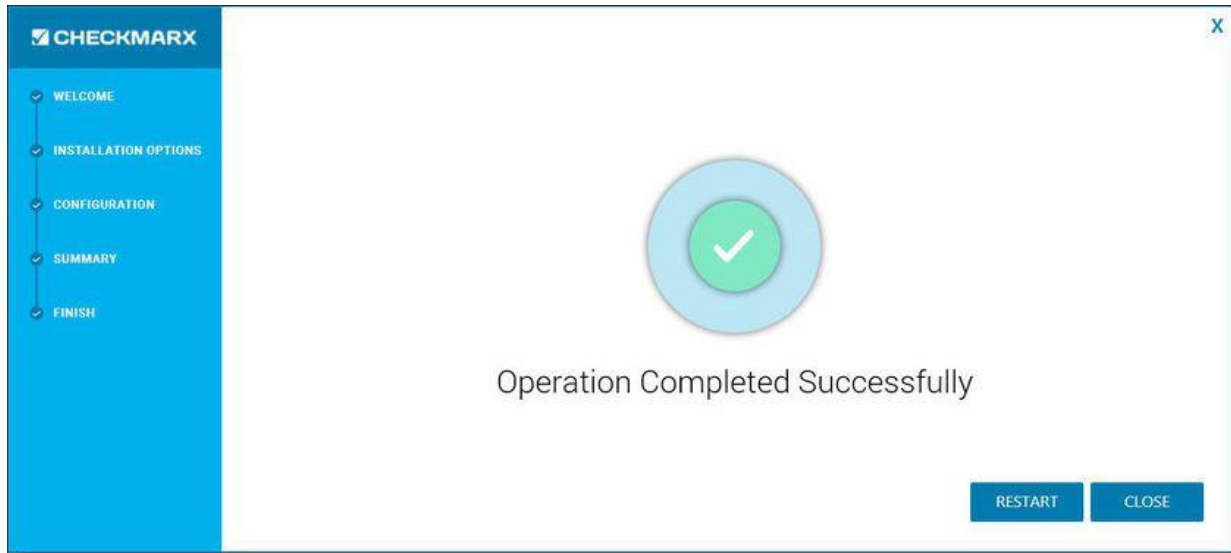 CHECKMARX
X
WELCOME
INSTALLATION OPTIONS
CONFIGURATION
SUMMARY
FINISH
Operation Completed Successfully
RESTART
CLOSE